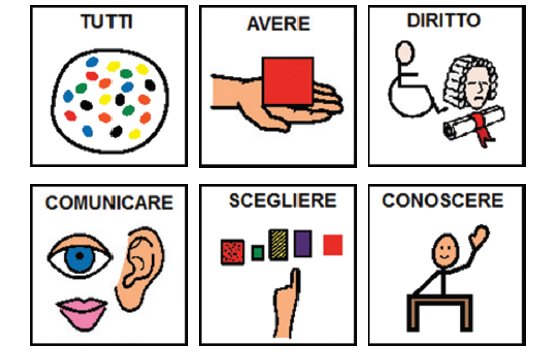 TUTTI
AVERE
DIRITTO
COMUNICARE
SCEGLIERE
CONOSCERE